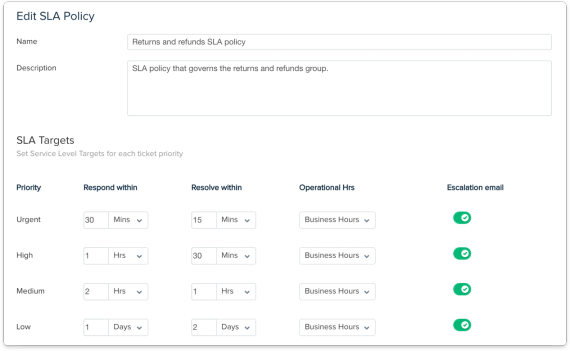 Edit SLA Policy
Name Returns and refunds SLA policy
Description SLA policy that governs the returns and refunds group.
SLA Targets
Set Service Level Targets for each ticket priority
Priority Respond within Resolve within Operational Hrs Escalation email
Urgent 30 Mins 15 Mins Business Hours
High 1 Hrs 30 Mins Business Hours
Medium 2 Hrs 1 Hrs Business Hours
Low 1 Days 2 Days Business Hours